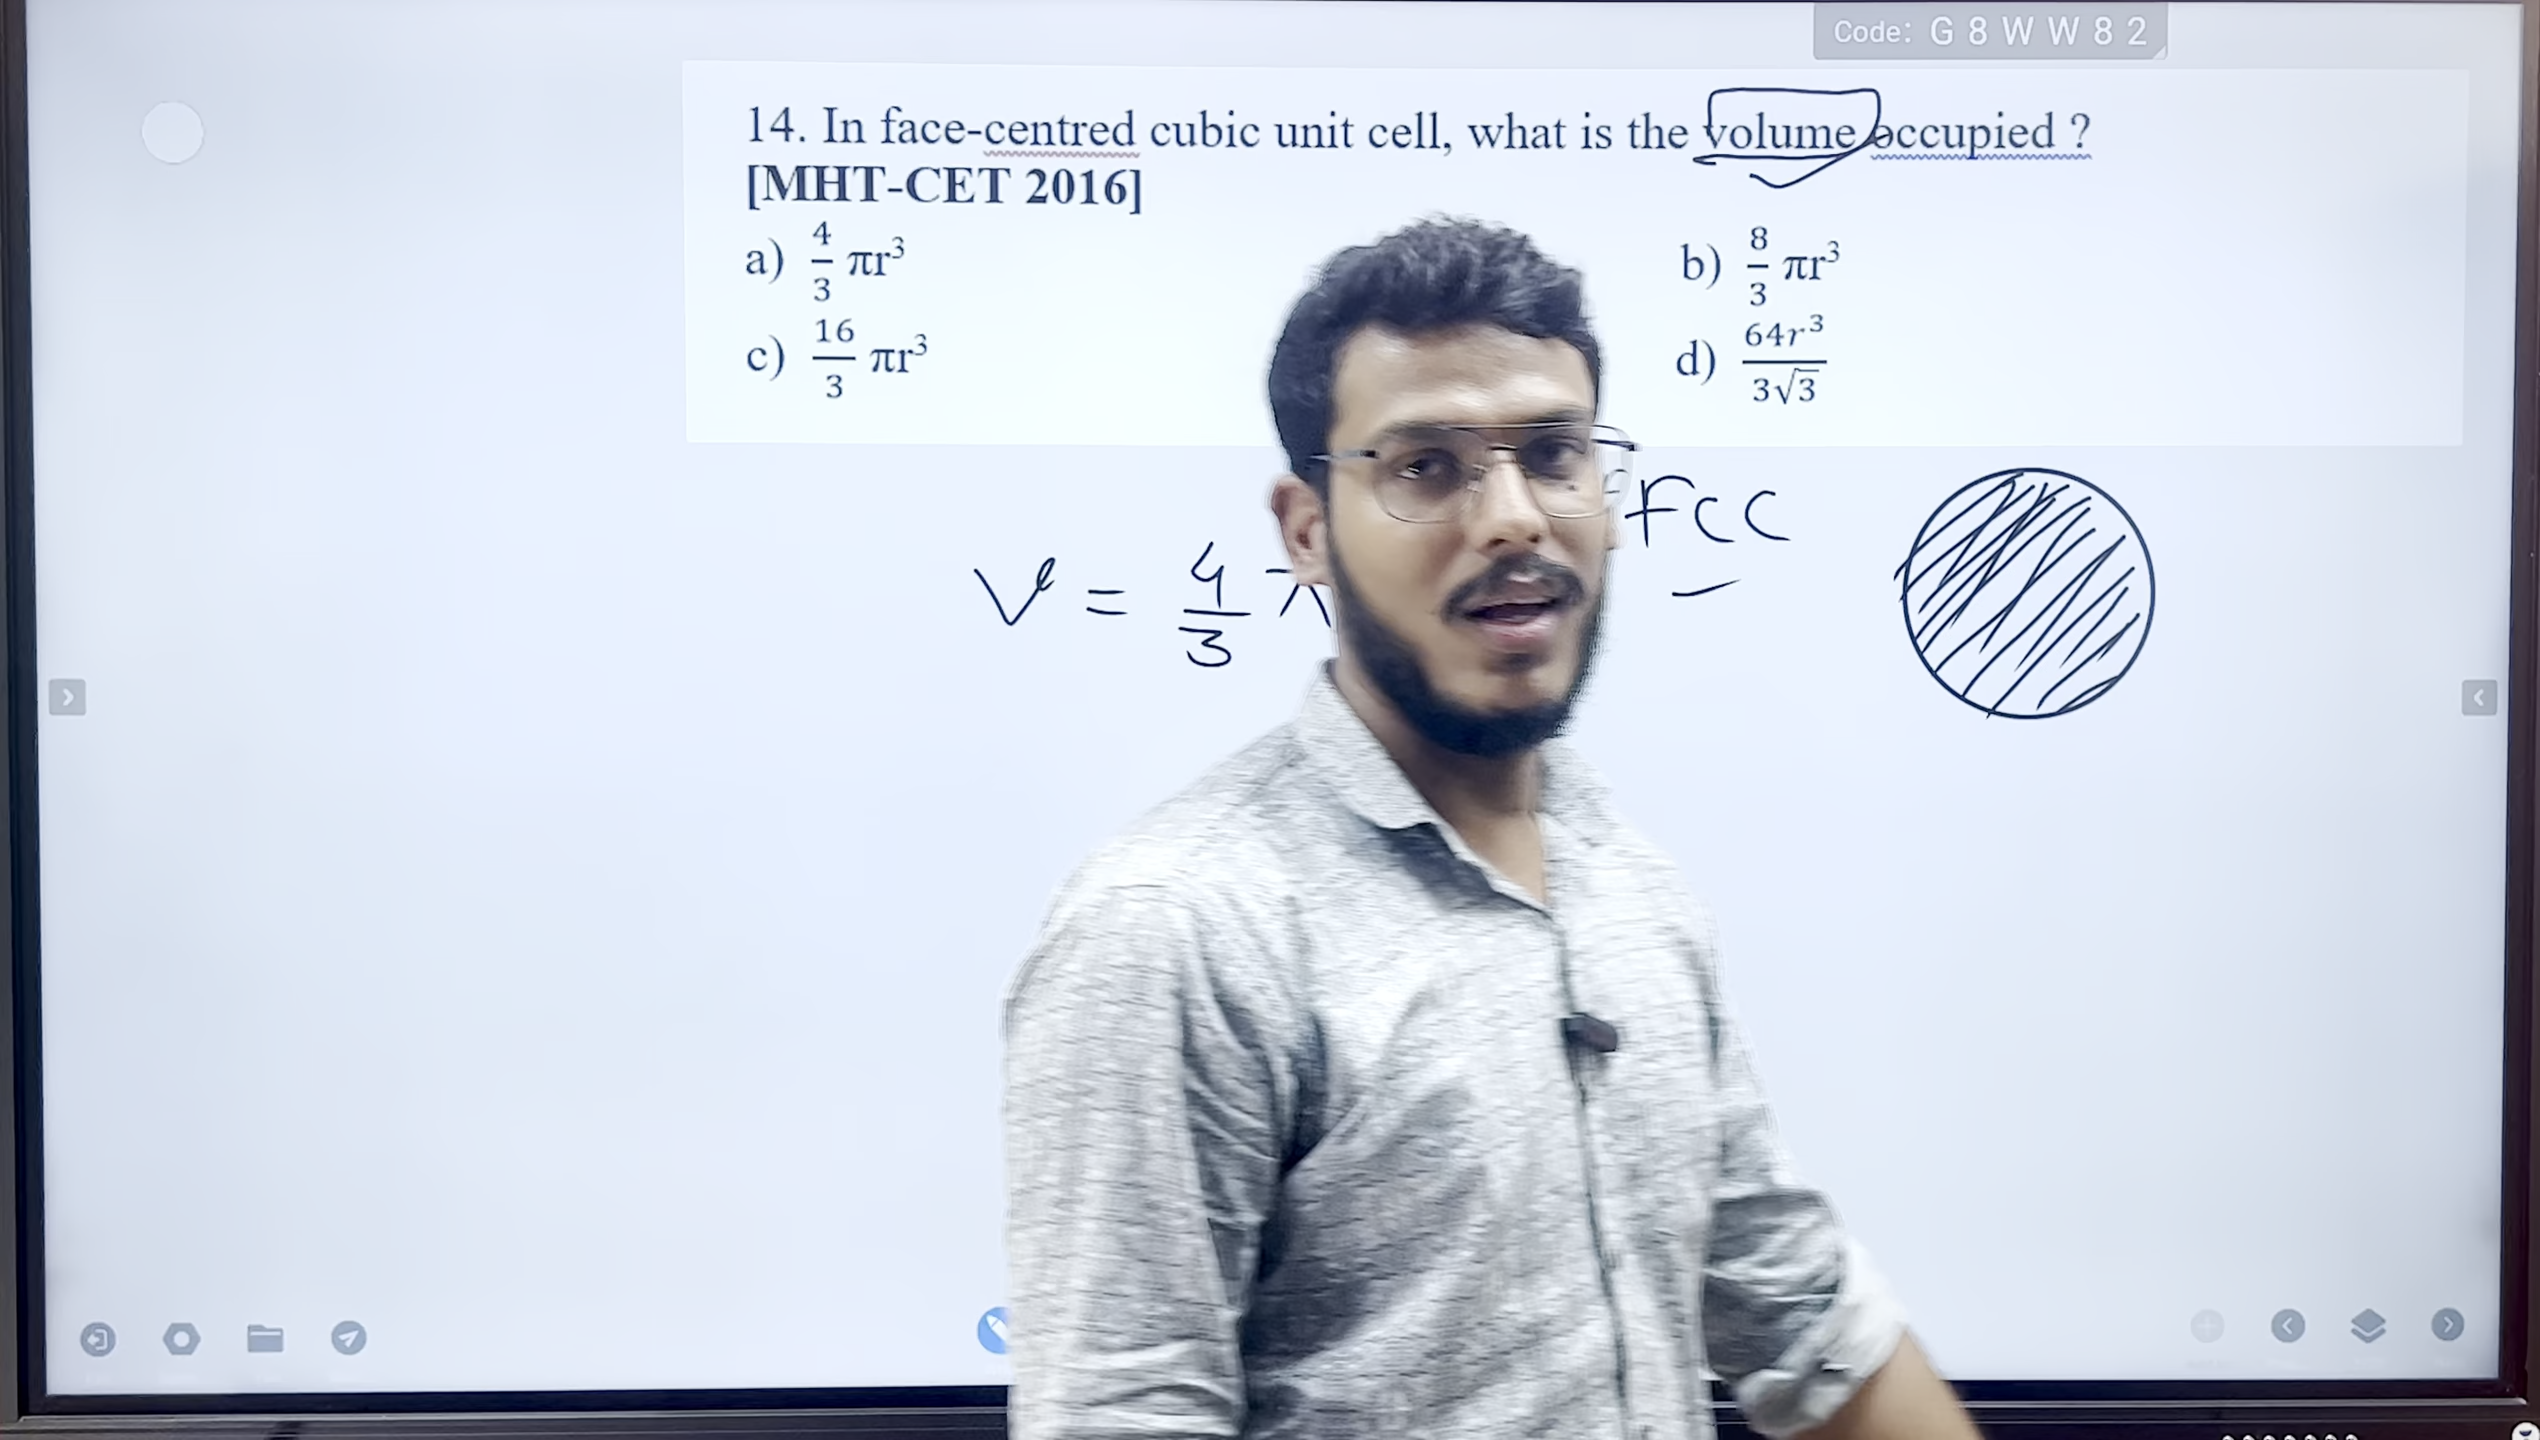 Code: G 8 W W 8 2
14. In face-centred cubic unit cell, what is the volume occupied ?
[MHT-CET 2016]
a) 4/3 πr³
b) 8/3 πr³
c) 16/3 πr³
d) 64r³/3√3
FCC
V = 4/3 π